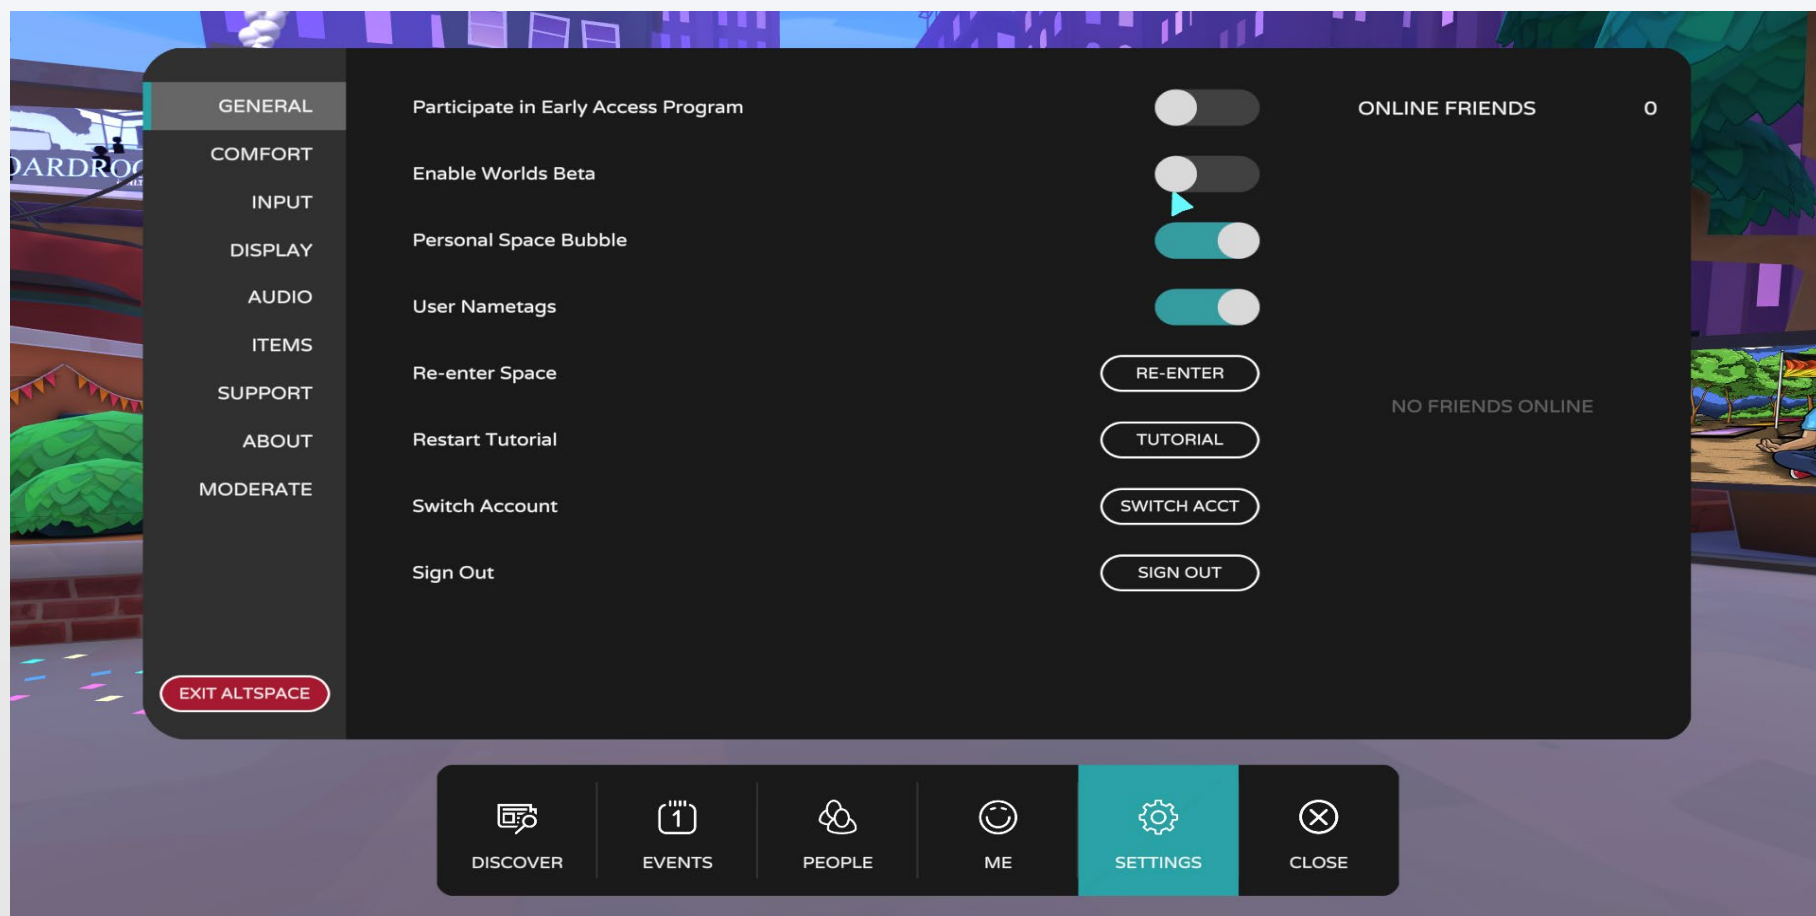 GENERAL
COMFORT
INPUT
DISPLAY
AUDIO
ITEMS
SUPPORT
ABOUT
MODERATE
EXIT ALTSPACE
Participate in Early Access Program
Enable Worlds Beta
Personal Space Bubble
User Nametags
Re-enter Space RE-ENTER
Restart Tutorial TUTORIAL
Switch Account SWITCH ACCT
Sign Out SIGN OUT
ONLINE FRIENDS 0
NO FRIENDS ONLINE
1
DISCOVER EVENTS PEOPLE ME SETTINGS CLOSE